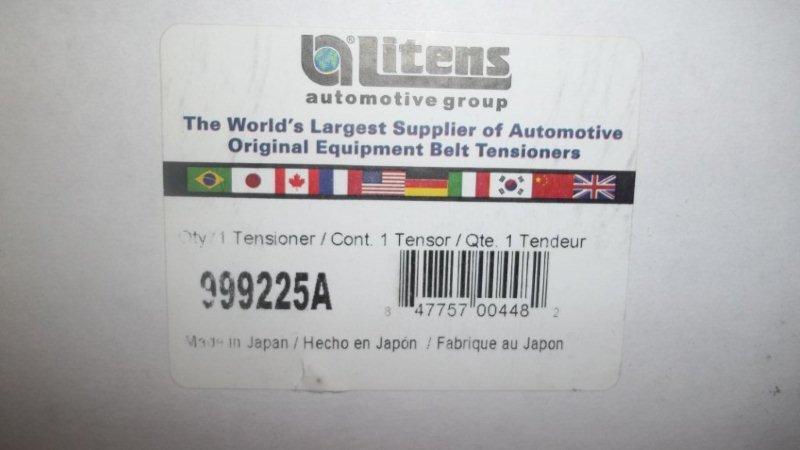 Litens®
automotive group
The World's Largest Supplier of Automotive
Original Equipment Belt Tensioners
Qty/1 Tensioner / Cont. 1 Tensor / Qte. 1 Tendeur
999225A
8 47757 00448 2
Made in Japan / Hecho en Japón / Fabrique au Japon